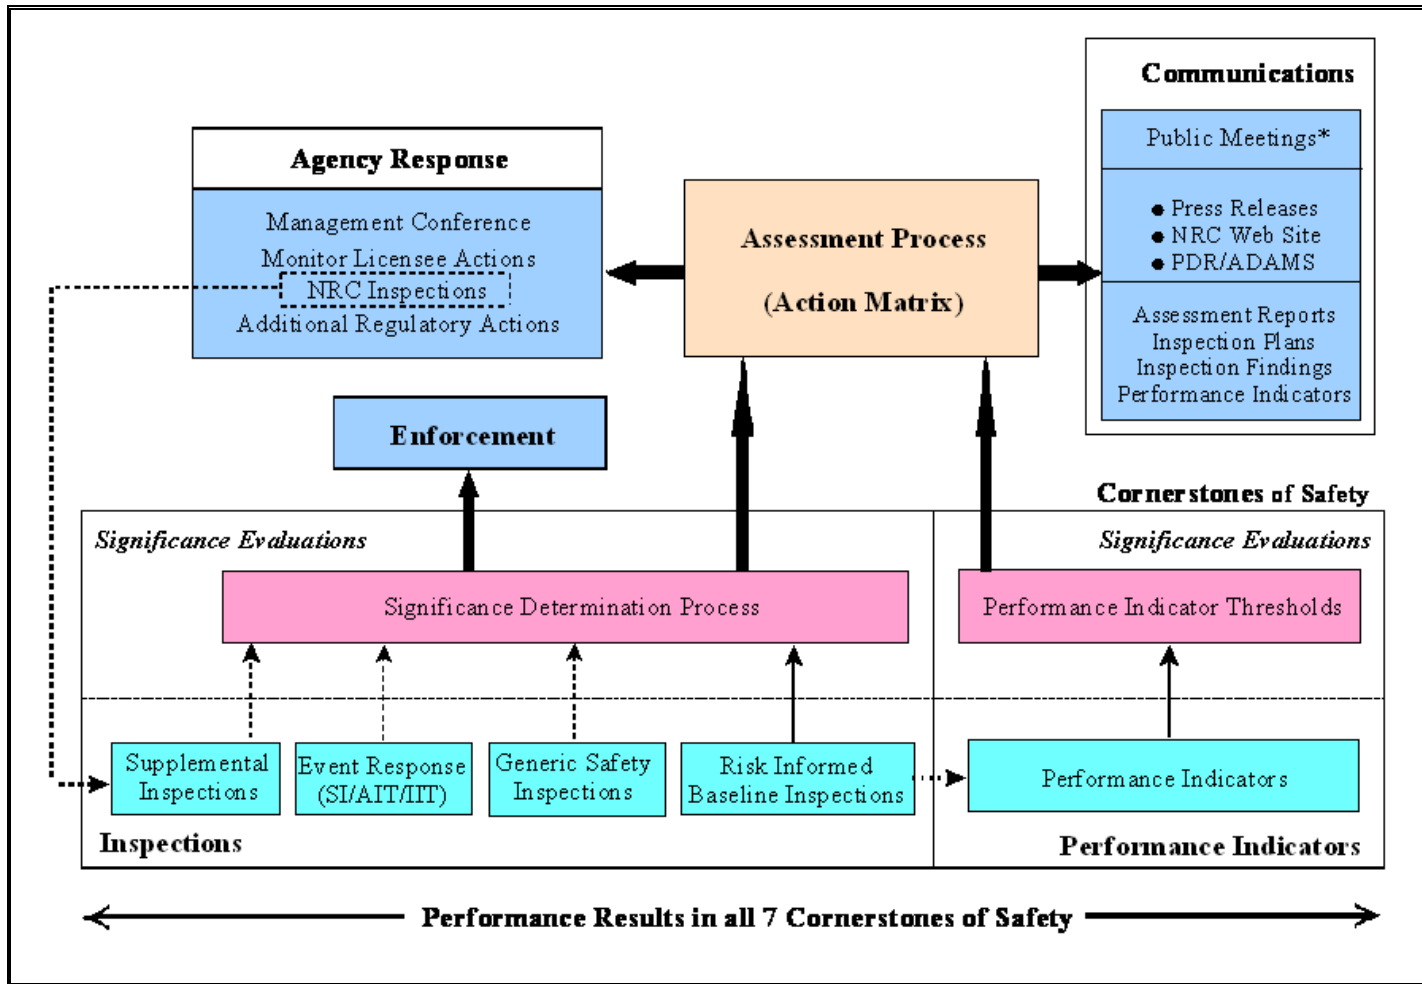 Communications
Public Meetings*
● Press Releases
● NRC Web Site
● PDR/ADAMS
Assessment Reports
Inspection Plans
Inspection Findings
Performance Indicators
Agency Response
Management Conference
Monitor Licensee Actions
NRC Inspections
Additional Regulatory Actions
Assessment Process
(Action Matrix)
Enforcement
Cornerstones of Safety
Significance Evaluations
Significance Evaluations
Significance Determination Process
Performance Indicator Thresholds
Supplemental
Inspections
Event Response
(SI/AIT/IIT)
Generic Safety
Inspections
Risk Informed
Baseline Inspections
Performance Indicators
Inspections
Performance Indicators
Performance Results in all 7 Cornerstones of Safety